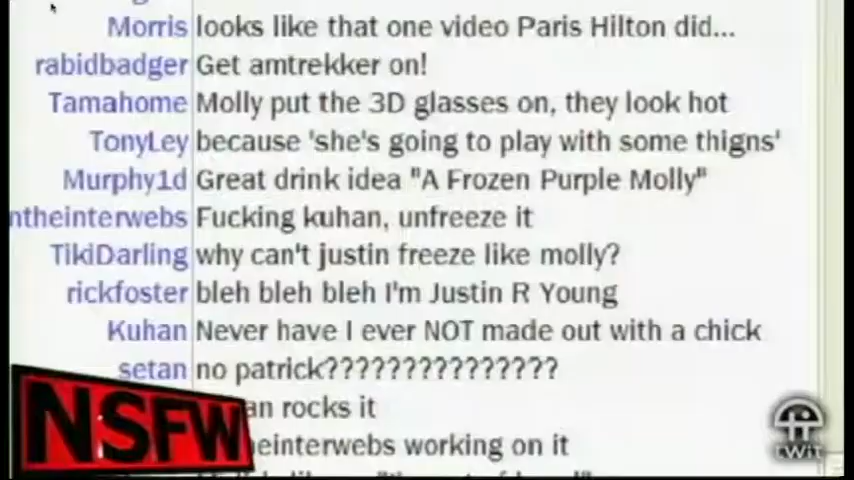 Morris looks like that one video Paris Hilton did...
rabidbadger Get amtrekker on!
Tamahome Molly put the 3D glasses on, they look hot
TonyLey because 'she's going to play with some thigns'
Murphy1d Great drink idea "A Frozen Purple Molly"
ntheinterwebs Fucking kuhan, unfreeze it
TikiDarling why can't justin freeze like molly?
rickfoster bleh bleh bleh I'm Justin R Young
Kuhan Never have I ever NOT made out with a chick
setan no patrick???????????????
an rocks it
heinterwebs working on it
NSFW
twit